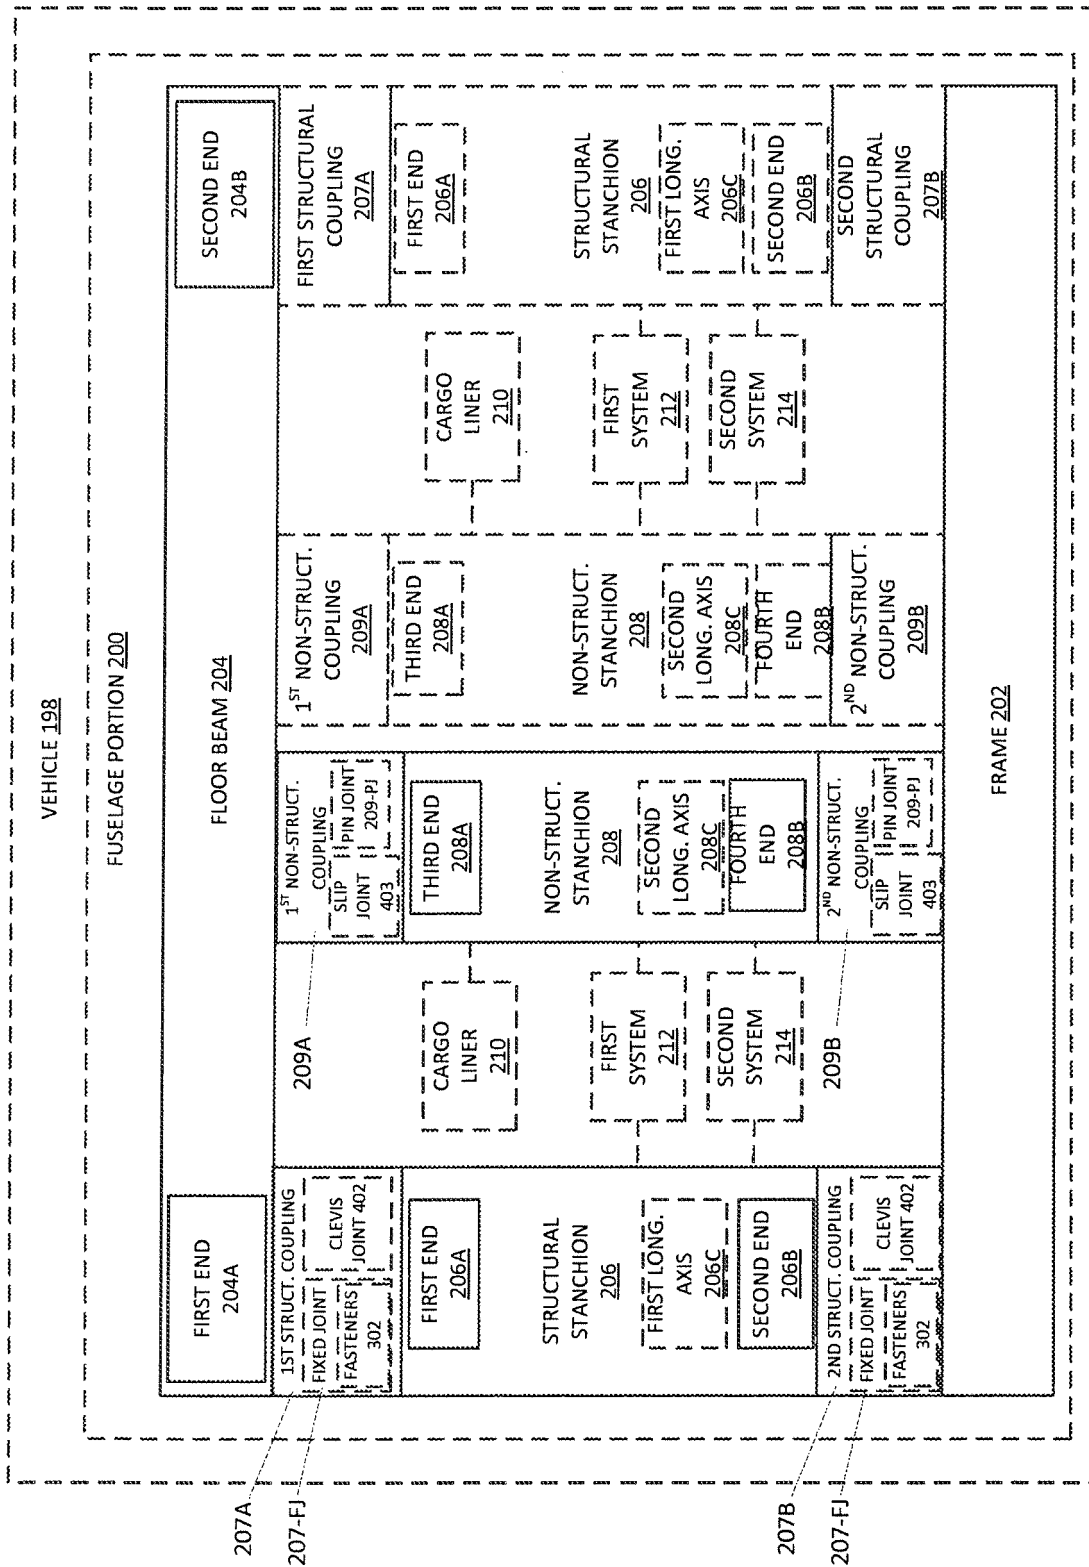 VEHICLE 198
FUSELAGE PORTION 200
FIRST END
204A
FLOOR BEAM 204
SECOND END
204B
207A
207-FJ
1ST STRUCT. COUPLING
FIXED JOINT
FASTENERS
302
CLEVIS
JOINT 402
FIRST END
206A
STRUCTURAL
STANCHION
206
FIRST LONG.
AXIS
206C
SECOND END
206B
2ND STRUCT. COUPLING
FIXED JOINT
FASTENERS
302
CLEVIS
JOINT 402
207B
207-FJ
209A
CARGO
LINER
210
FIRST
SYSTEM
212
SECOND
SYSTEM
214
209B
1ST NON-STRUCT.
COUPLING
SLIP
JOINT
403
PIN JOINT
209-PJ
THIRD END
208A
NON-STRUCT.
STANCHION
208
SECOND
LONG. AXIS
208C
FOURTH
END
208B
2ND NON-STRUCT.
COUPLING
SLIP
JOINT
403
PIN JOINT
209-PJ
1ST NON-STRUCT.
COUPLING
209A
THIRD END
208A
NON-STRUCT.
STANCHION
208
SECOND
LONG. AXIS
208C
FOURTH
END
208B
2ND NON-STRUCT.
COUPLING
209B
CARGO
LINER
210
FIRST
SYSTEM
212
SECOND
SYSTEM
214
FIRST STRUCTURAL
COUPLING
207A
FIRST END
206A
STRUCTURAL
STANCHION
206
FIRST LONG.
AXIS
206C
SECOND END
206B
SECOND
STRUCTURAL
COUPLING
207B
FRAME 202